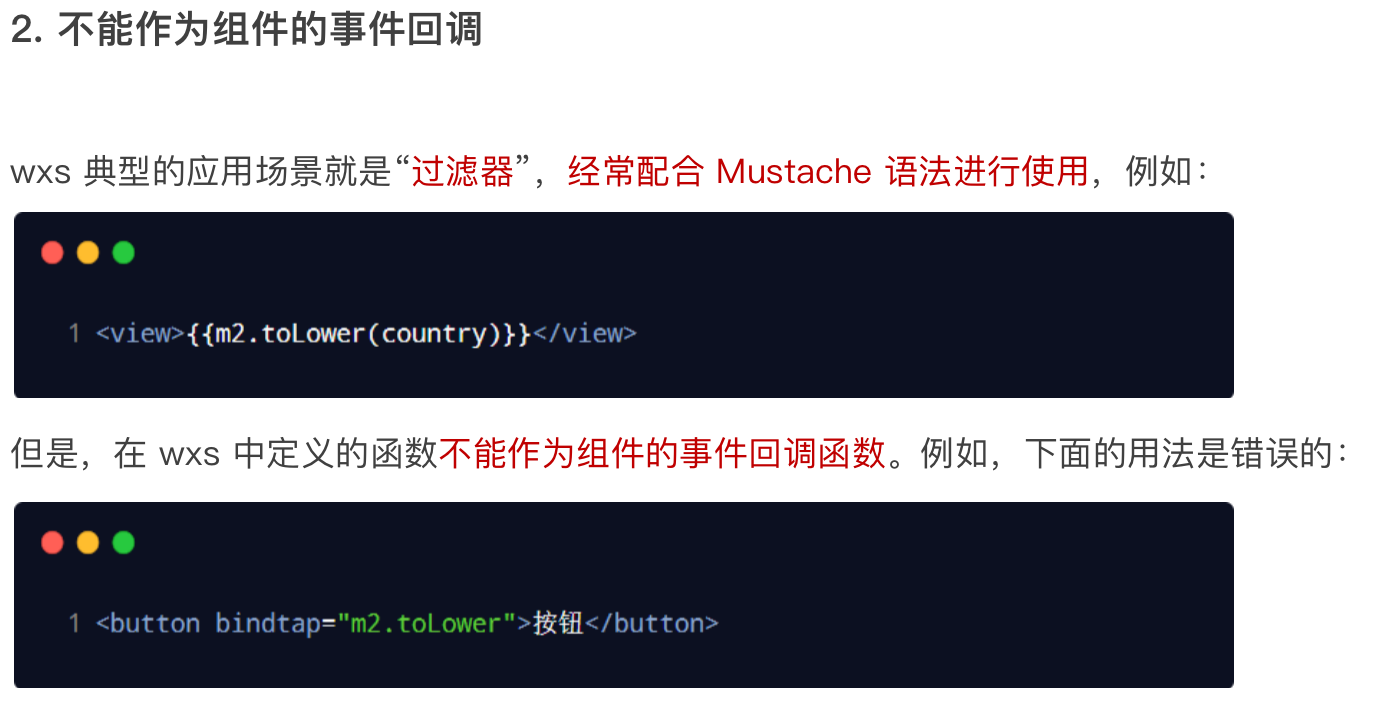 2. 不能作为组件的事件回调
wxs 典型的应用场景就是“过滤器”，经常配合 Mustache 语法进行使用，例如：
1 <view>{{m2.toLower(country)}}</view>
但是，在 wxs 中定义的函数不能作为组件的事件回调函数。例如，下面的用法是错误的：
1 <button bindtap="m2.toLower">按钮</button>